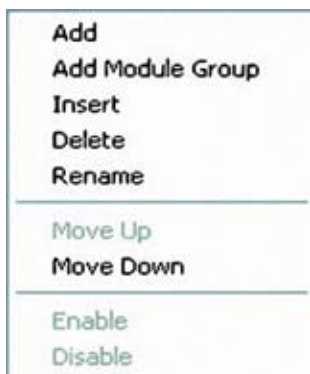 Add
Add Module Group
Insert
Delete
Rename
Move Up
Move Down
Enable
Disable